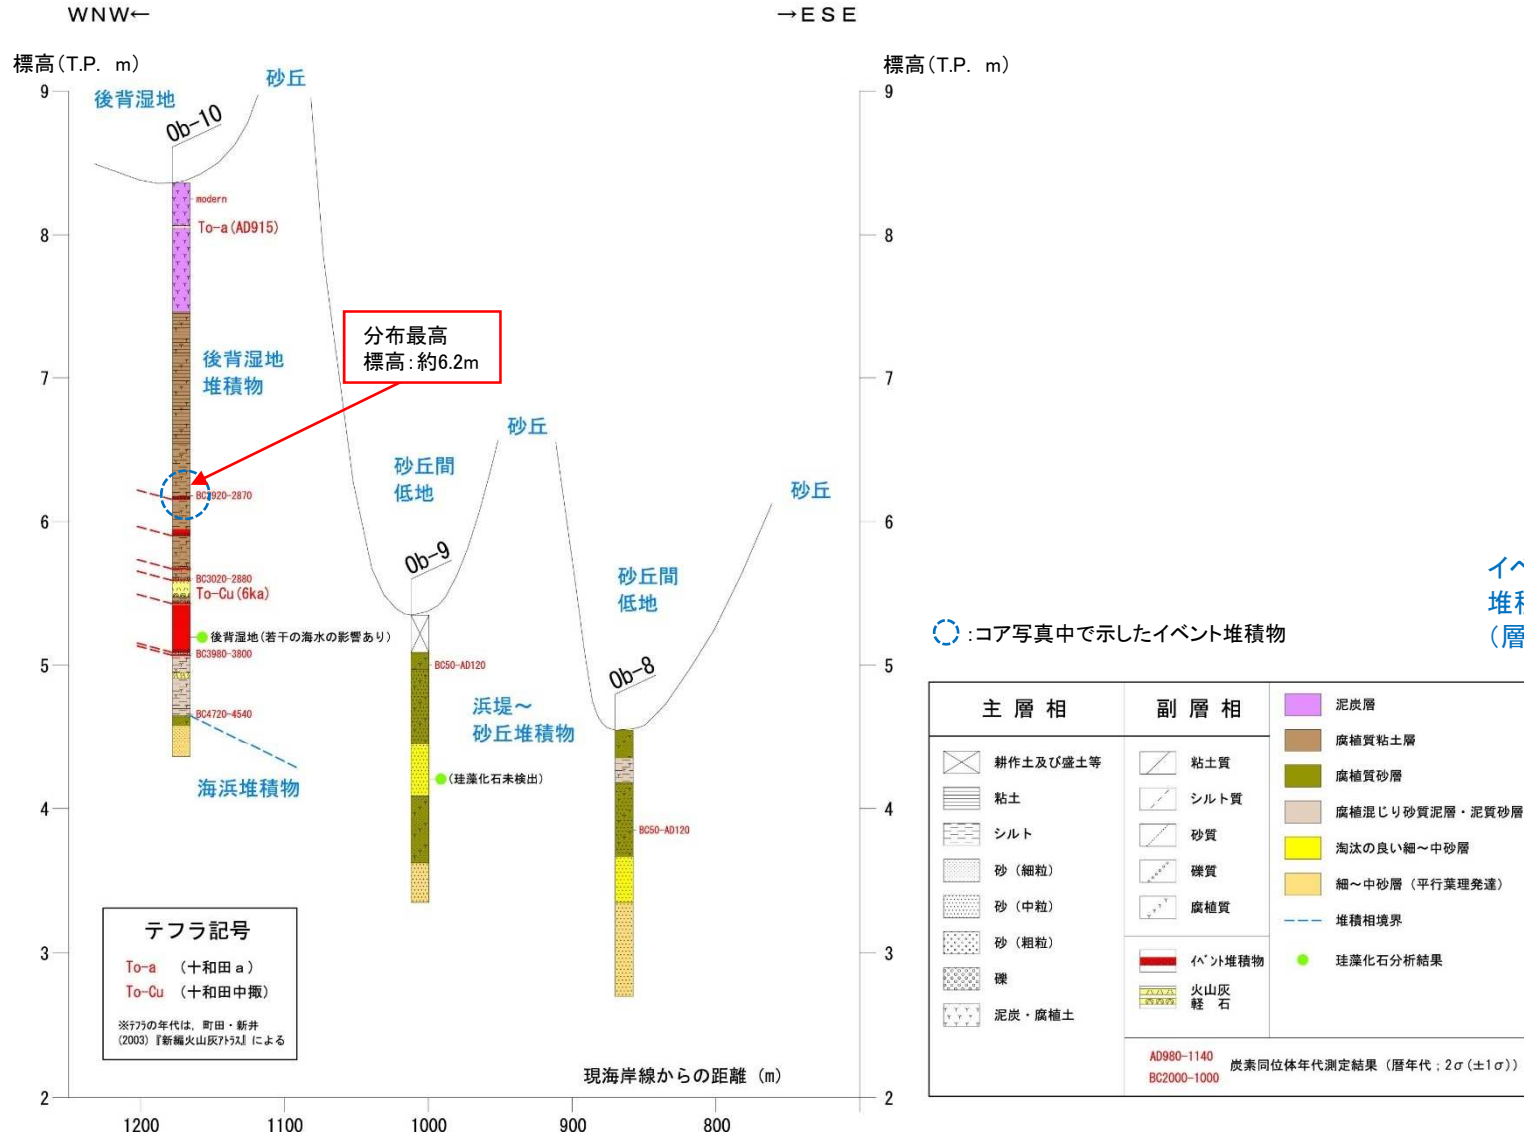 WNW←
→ESE
標高(T.P. m)
標高(T.P. m)
9
8
7
6
5
4
3
2
9
8
7
6
5
4
3
2
後背湿地
砂丘
Ob-10
modern
To-a(AD915)
後背湿地
堆積物
分布最高
標高:約6.2m
砂丘
砂丘間
低地
砂丘
Ob-9
砂丘間
低地
Ob-8
BC3020-2880
To-Cu(6ka)
後背湿地(若干の海水の影響あり)
BC3980-3800
BC4720-4540
海浜堆積物
BC50-AD120
浜堤～
砂丘堆積物
(珪藻化石未検出)
BC50-AD120
テフラ記号
To-a (十和田a)
To-Cu (十和田中掫)
※テフラの年代は, 町田・新井
(2003)『新編火山灰アトラス』による
現海岸線からの距離 (m)
1200
1100
1000
900
800
:コア写真中で示したイベント堆積物
イベ
堆積
(層
主層相
耕作土及び盛土等
粘土
シルト
砂(細粒)
砂(中粒)
砂(粗粒)
礫
泥炭・腐植土
副層相
粘土質
シルト質
砂質
礫質
腐植質
イベント堆積物
火山灰
軽石
泥炭層
腐植質粘土層
腐植質砂層
腐植混じり砂質泥層・泥質砂層
淘汰の良い細～中砂層
細～中砂層(平行葉理発達)
堆積相境界
珪藻化石分析結果
AD980-1140
BC2000-1000
炭素同位体年代測定結果(暦年代;2σ(±1σ))